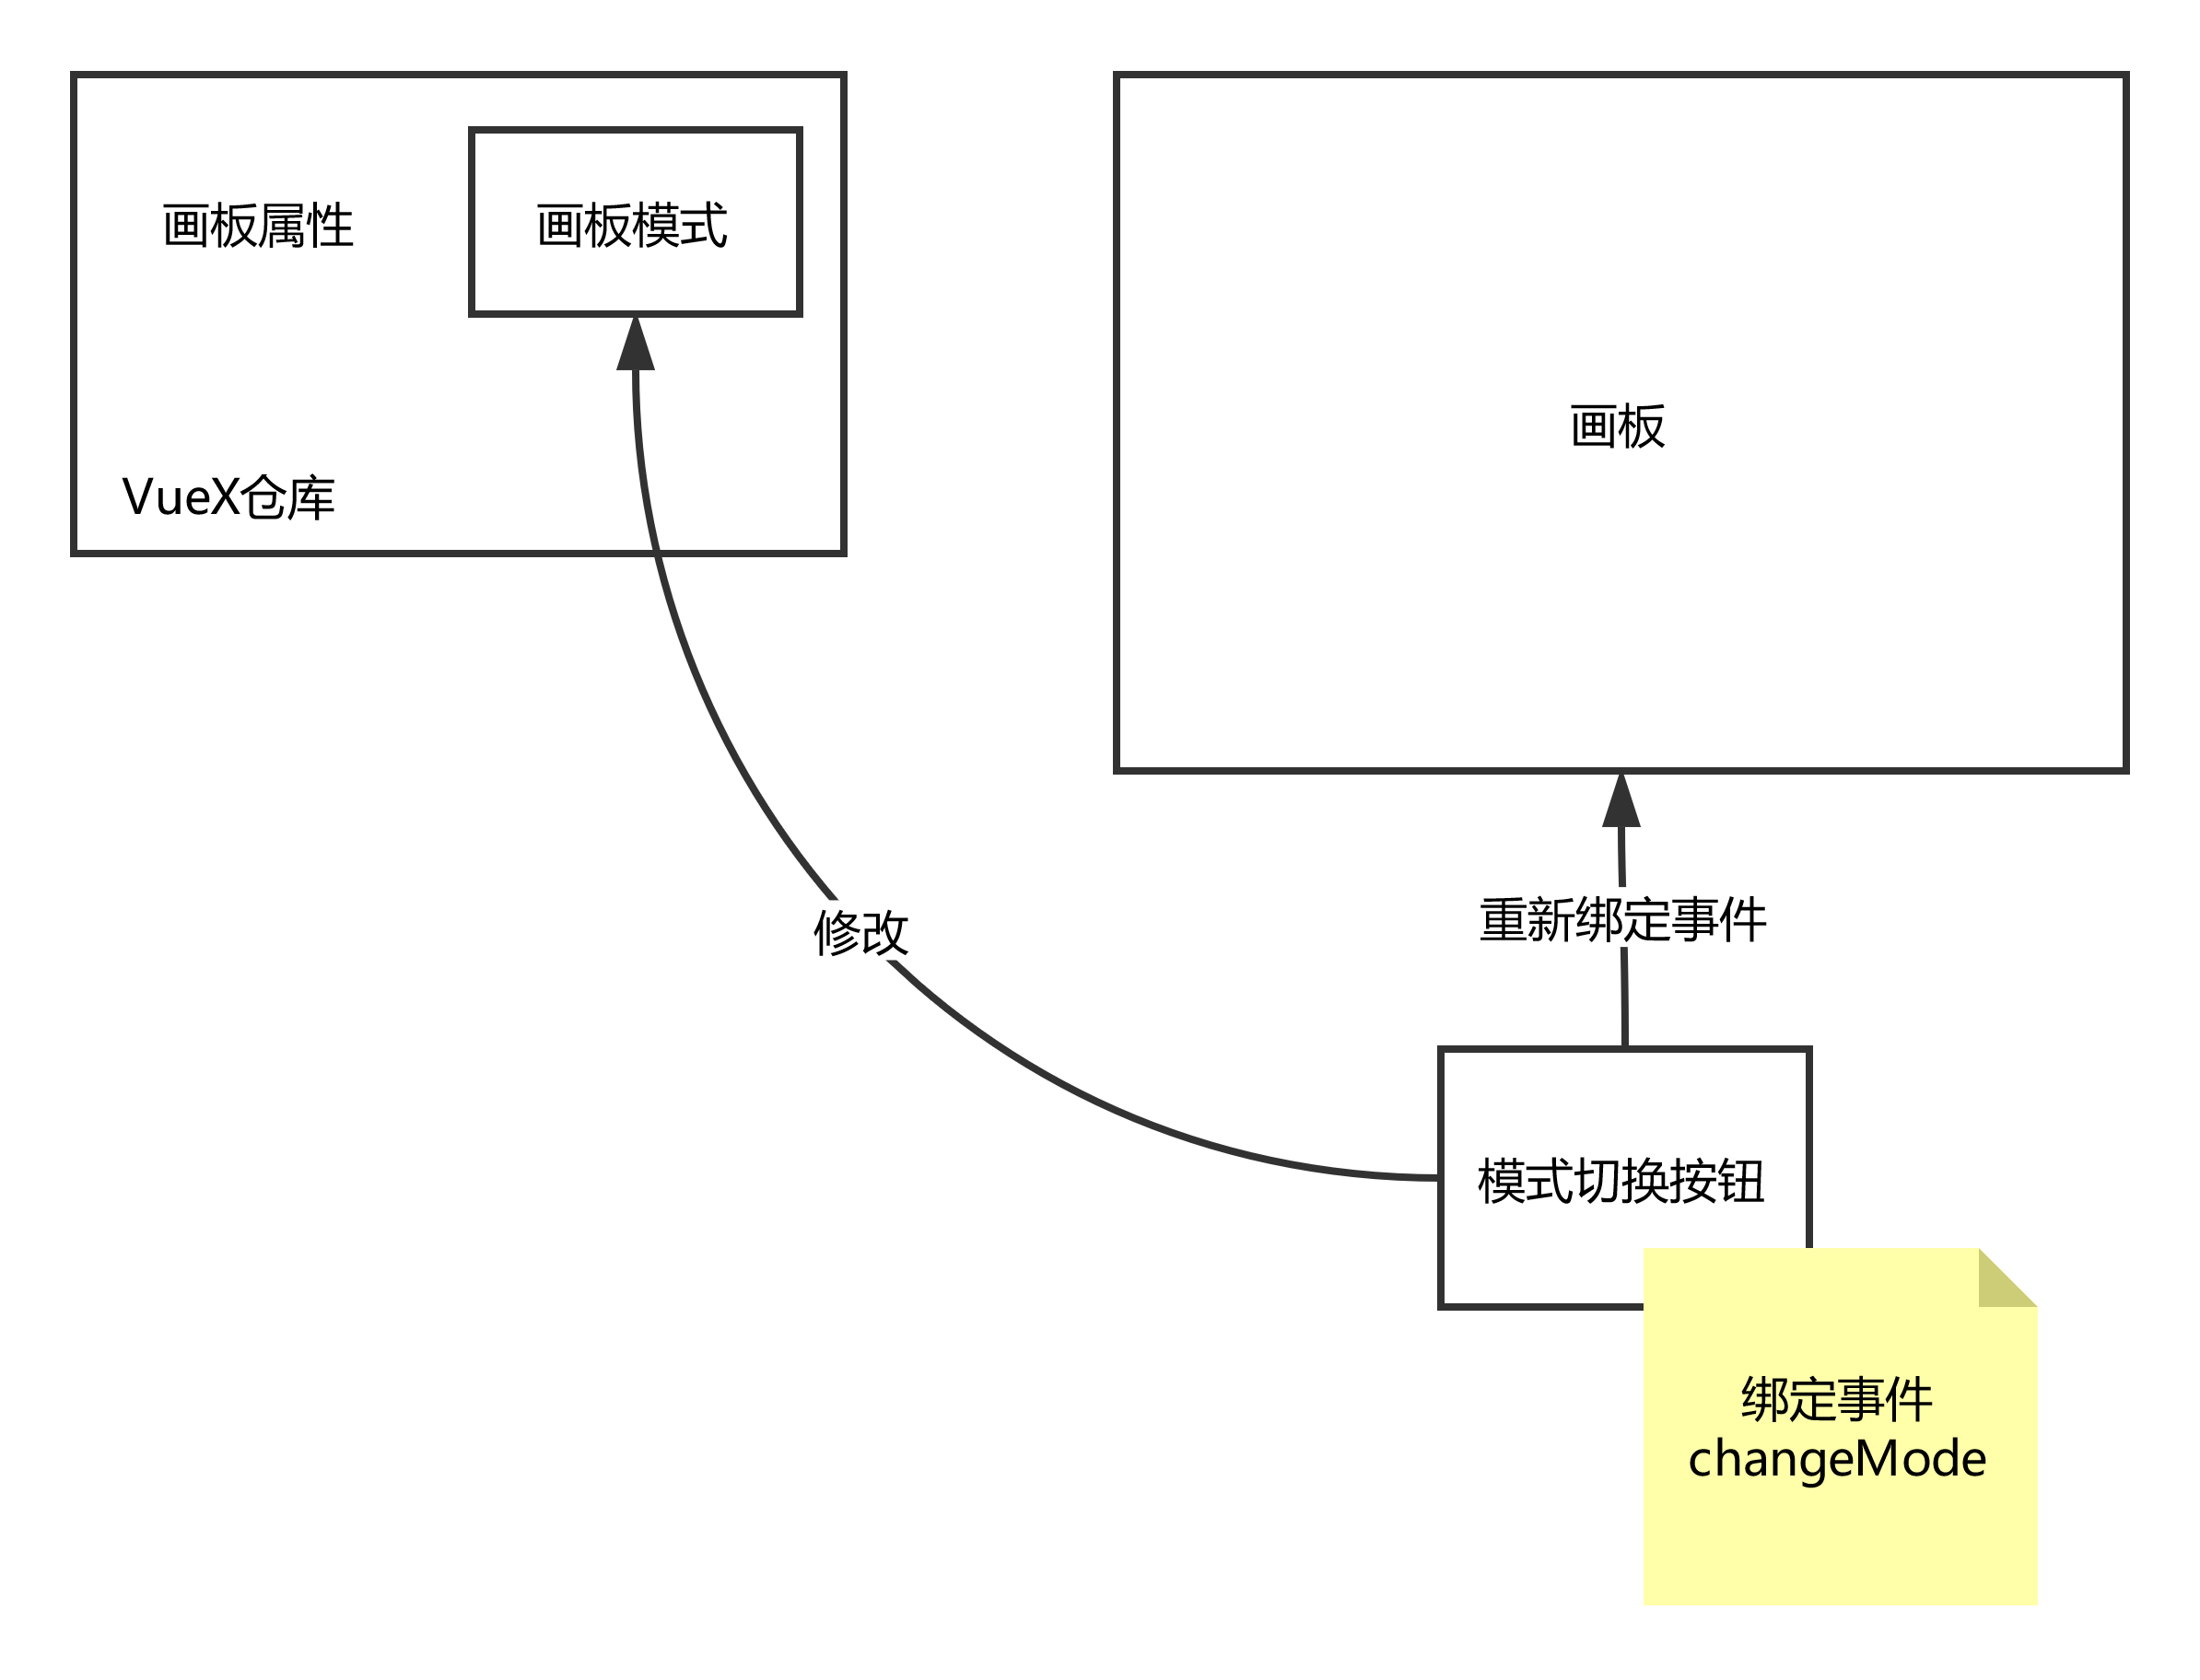 画板属性
画板模式
VueX仓库
画板
修改
重新绑定事件
模式切换按钮
绑定事件
changeMode